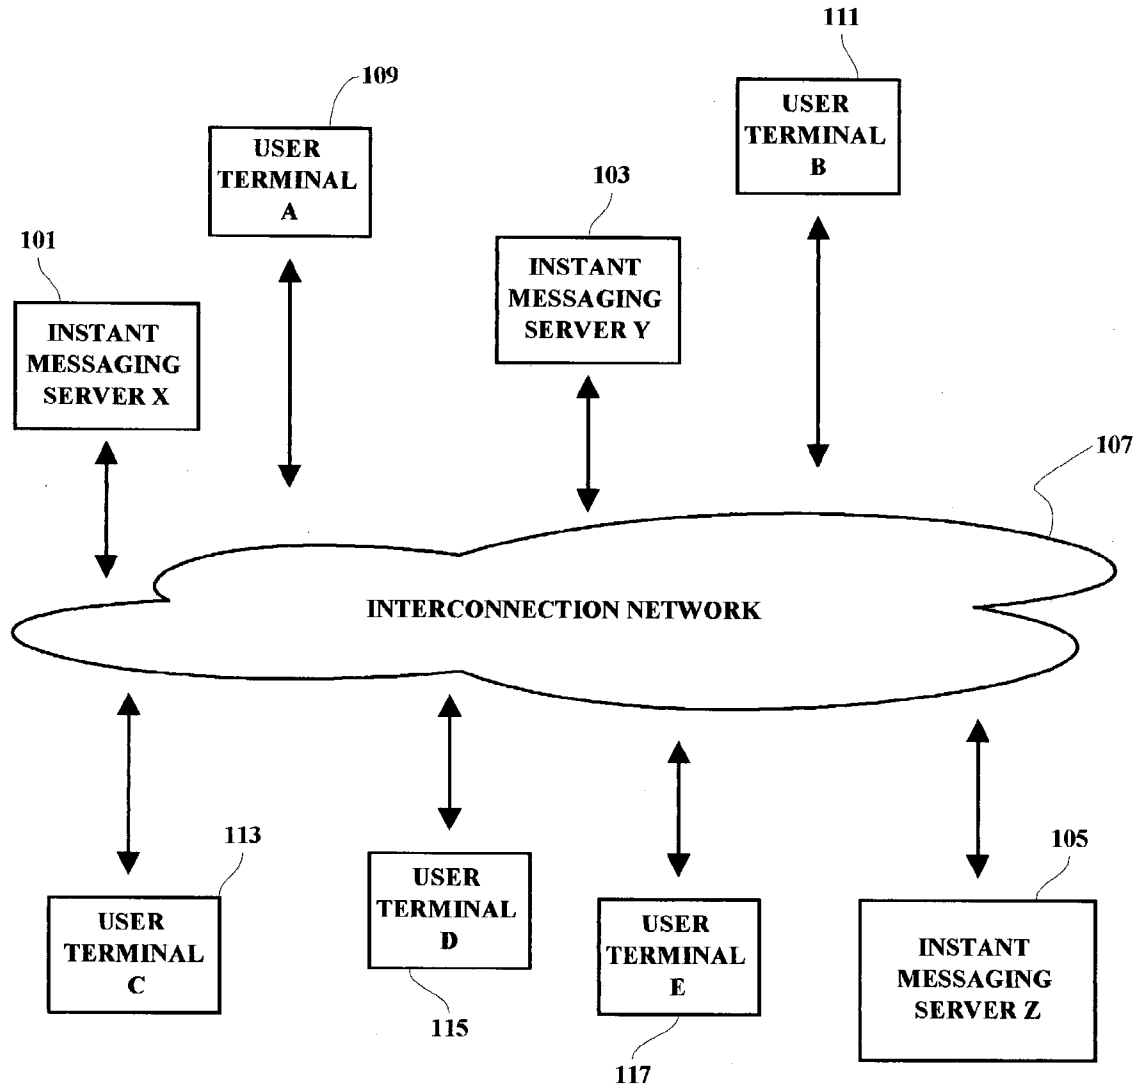 111
USER
TERMINAL
B
109
USER
TERMINAL
A
103
INSTANT
MESSAGING
SERVER Y
101
INSTANT
MESSAGING
SERVER X
107
INTERCONNECTION NETWORK
113
USER
TERMINAL
C
USER
TERMINAL
D
115
USER
TERMINAL
E
117
105
INSTANT
MESSAGING
SERVER Z